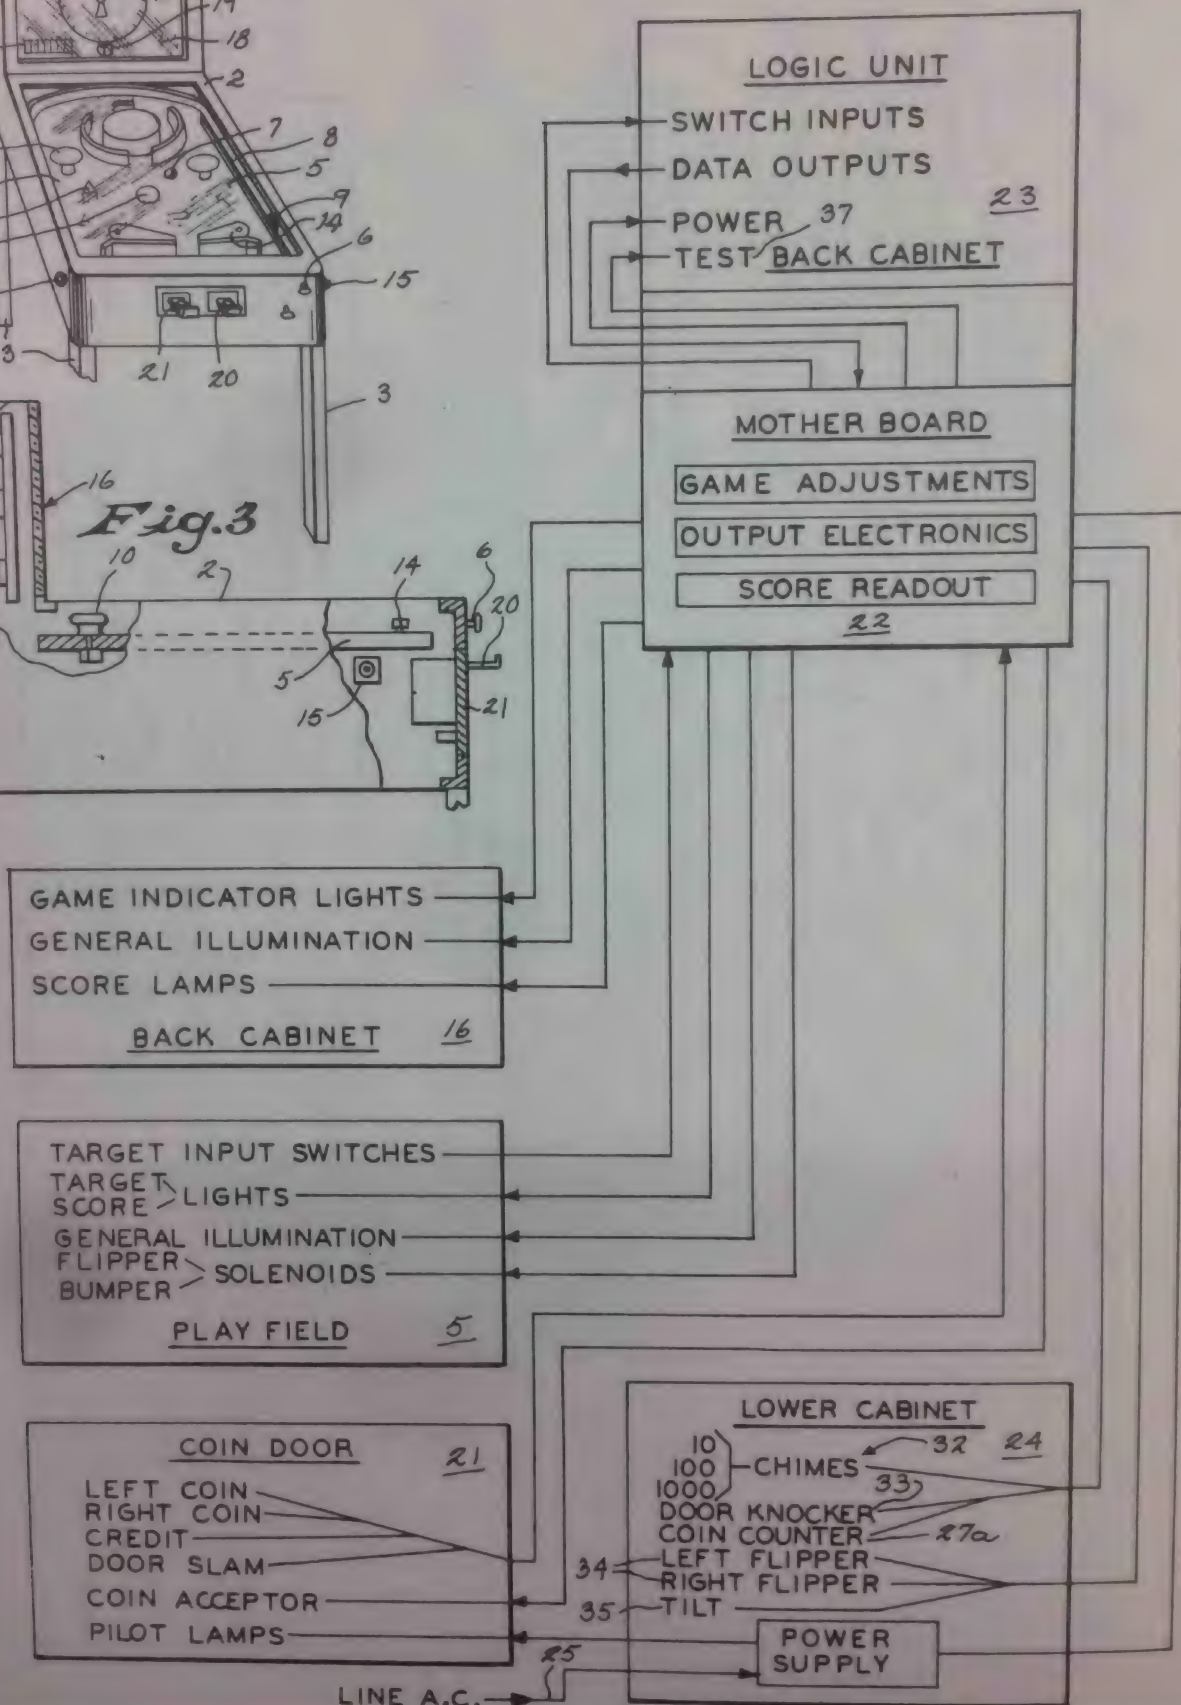 19
18
2
7
8
5
9
14
6
15
3
21
20
3
16
Fig.3
10
2
14
6
20
5
15
21
LOGIC UNIT
SWITCH INPUTS
DATA OUTPUTS
23
POWER 37
TEST BACK CABINET
MOTHER BOARD
GAME ADJUSTMENTS
OUTPUT ELECTRONICS
SCORE READOUT
22
GAME INDICATOR LIGHTS
GENERAL ILLUMINATION
SCORE LAMPS
BACK CABINET 16
TARGET INPUT SWITCHES
TARGET
SCORE LIGHTS
GENERAL ILLUMINATION
FLIPPER
BUMPER SOLENOIDS
PLAY FIELD 5
COIN DOOR 21
LEFT COIN
RIGHT COIN
CREDIT
DOOR SLAM
COIN ACCEPTOR
PILOT LAMPS
LOWER CABINET
10 32 24
100 CHIMES
1000 33
DOOR KNOCKER
COIN COUNTER 27a
34 LEFT FLIPPER
RIGHT FLIPPER
35 TILT
POWER
SUPPLY
25
LINE A.C.